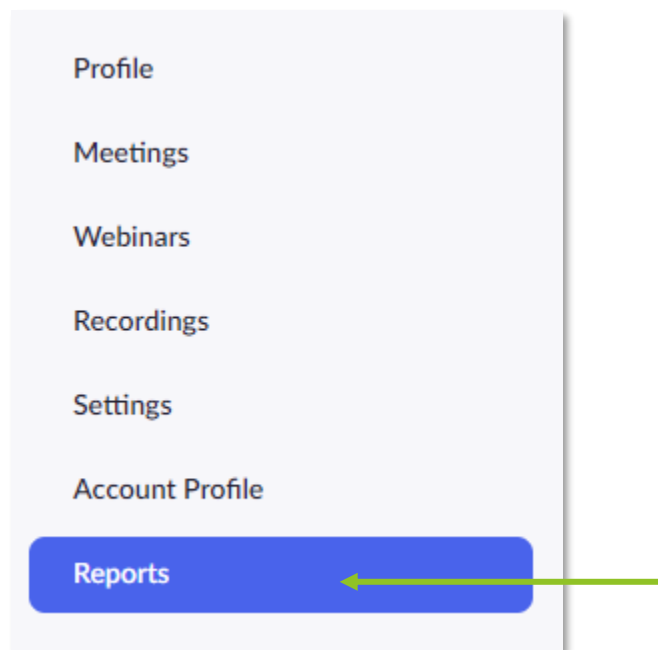 Profile
Meetings
Webinars
Recordings
Settings
Account Profile
Reports